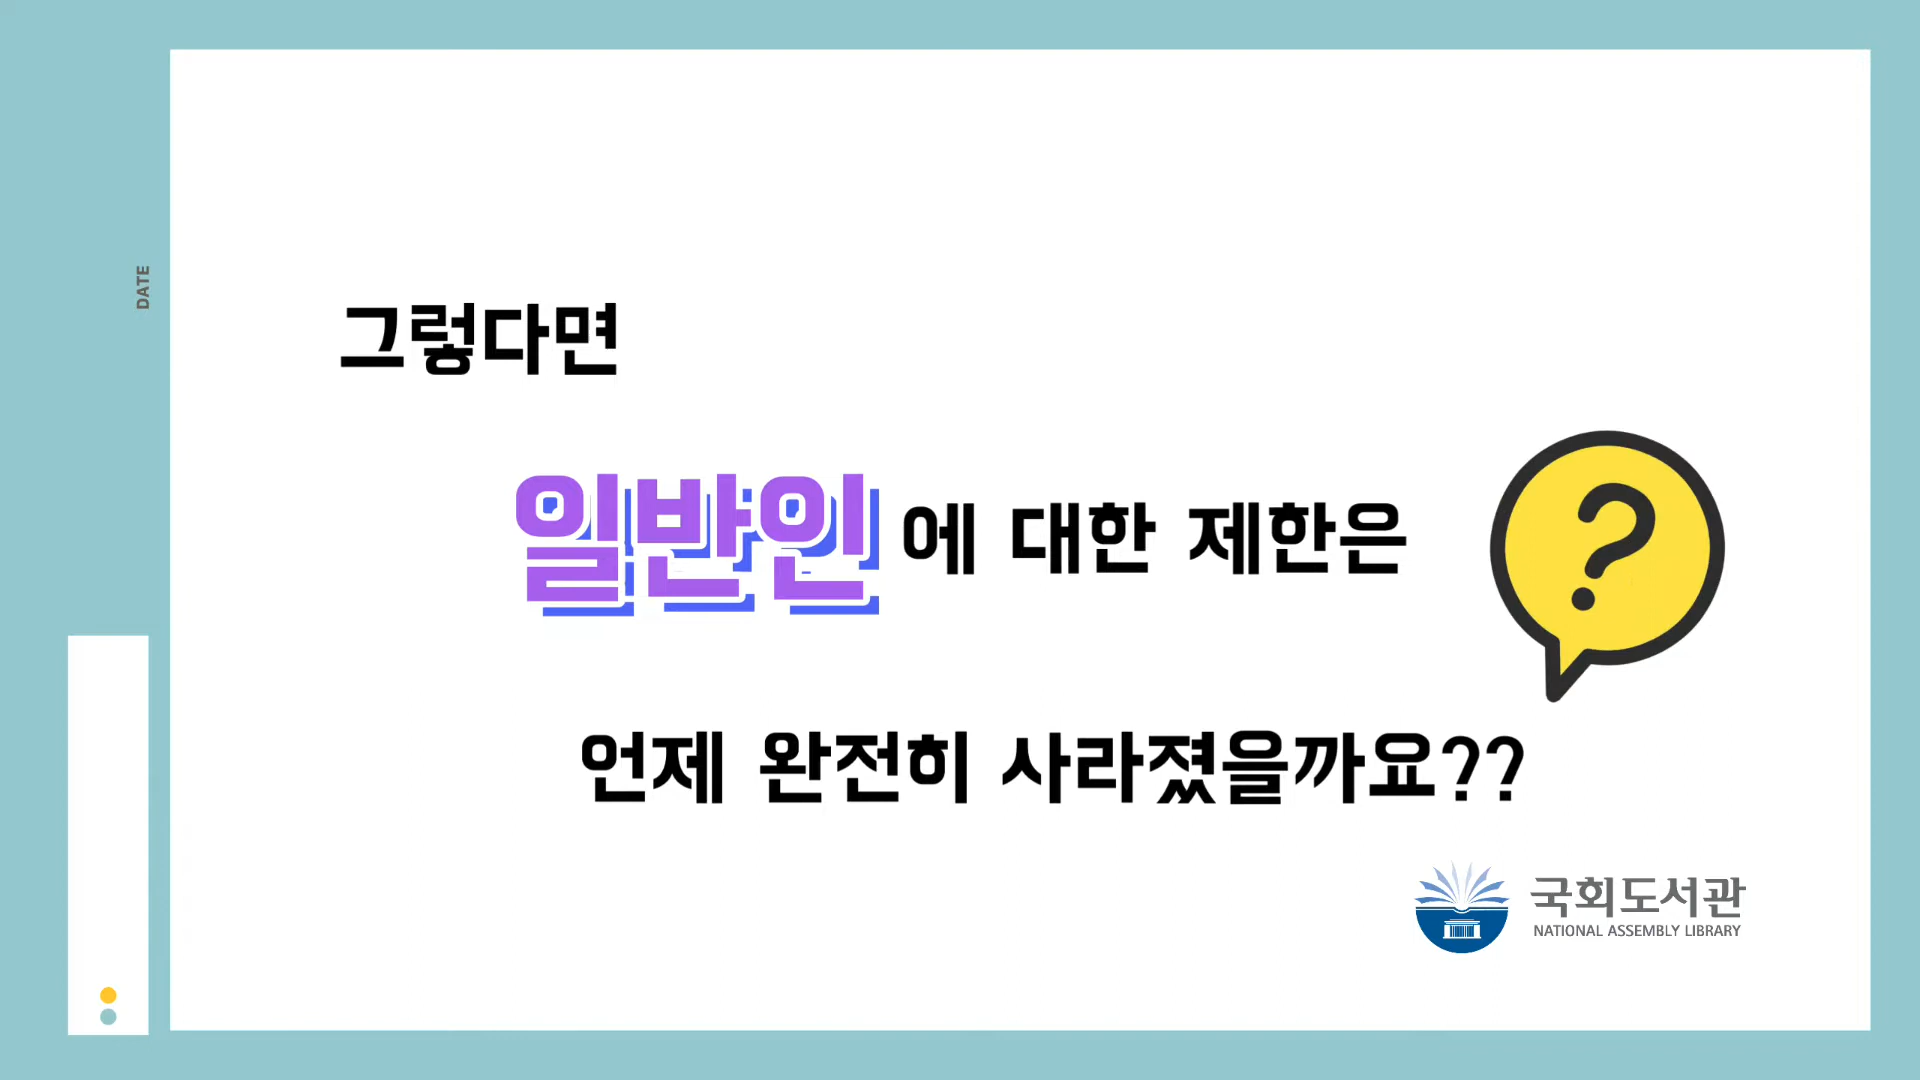 DATE
그렇다면
일반인에 대한 제한은
?
언제 완전히 사라졌을까요??
국회도서관
NATIONAL ASSEMBLY LIBRARY